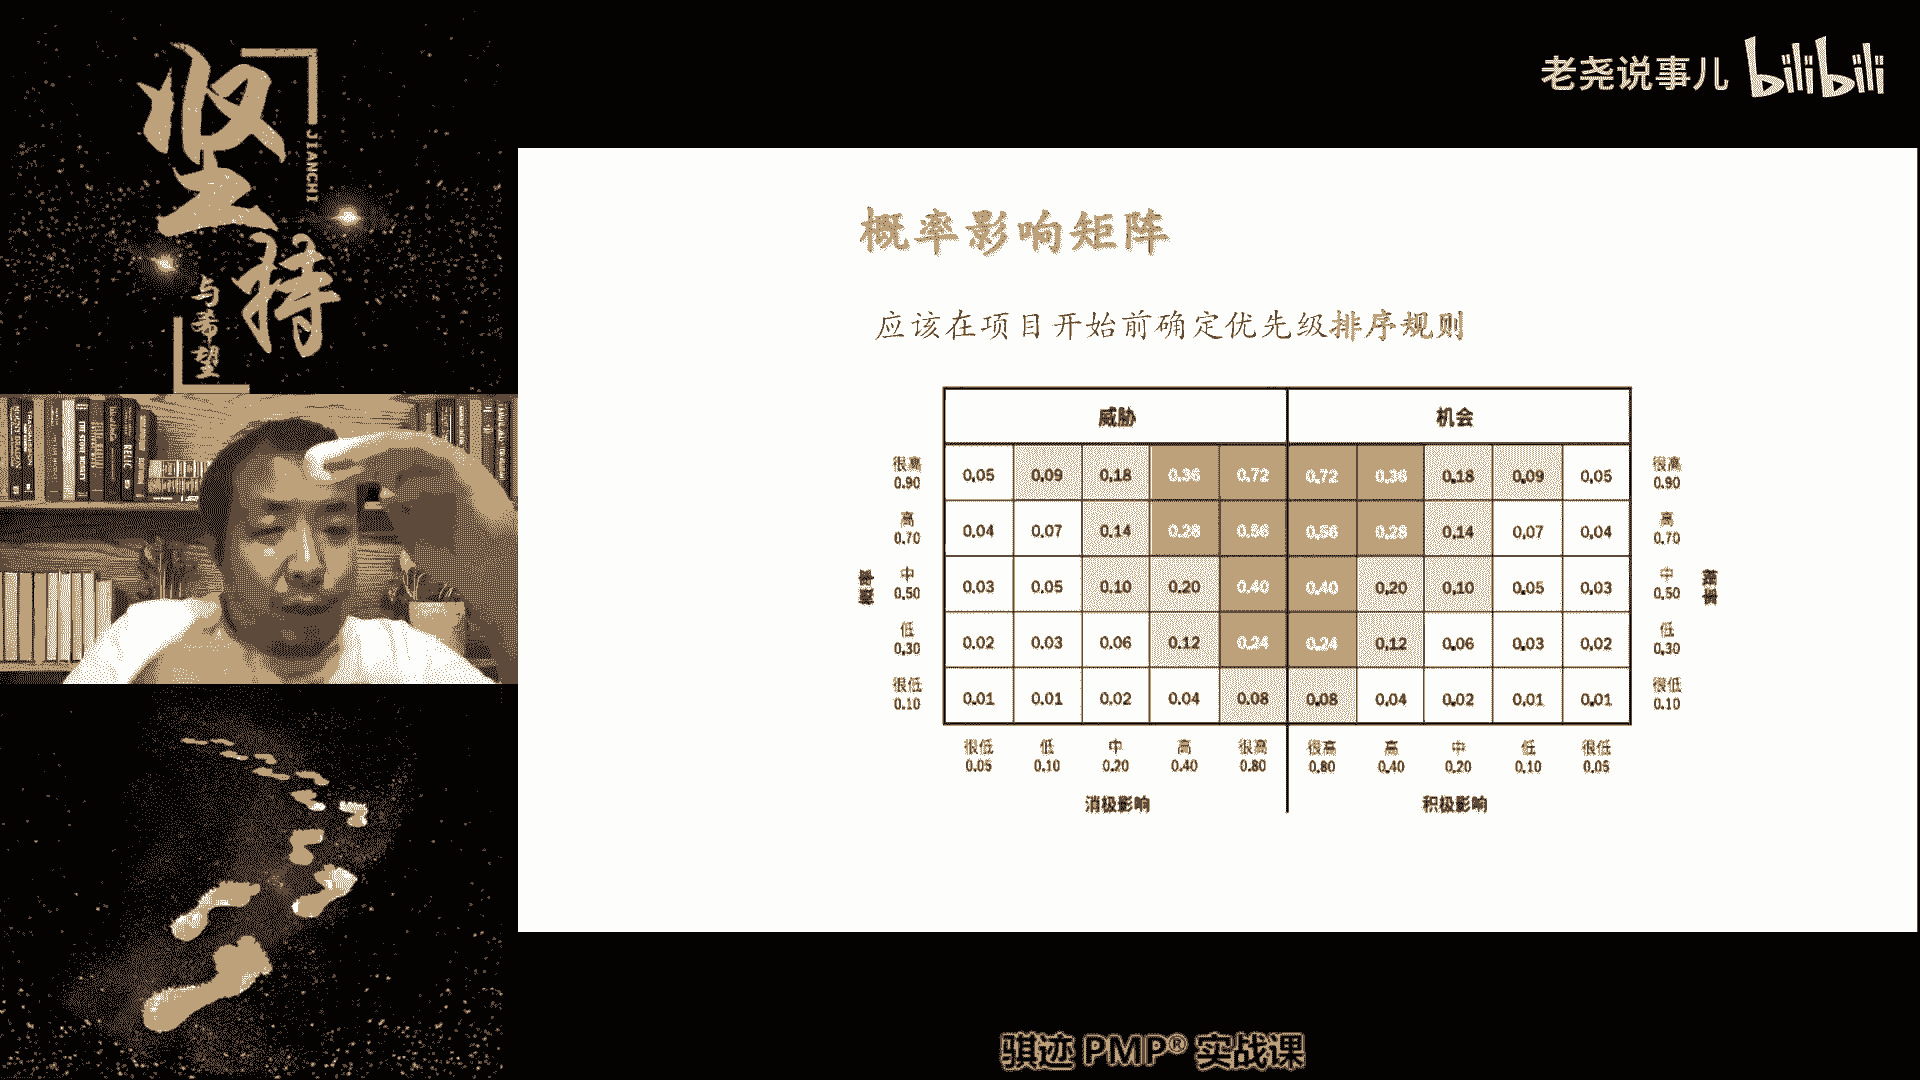 坚持
JIANCHI
与希望
老尧说事儿 bilibili
概率影响矩阵
应该在项目开始前确定优先级排序规则
威胁 机会
很高 0.90 0.05 0.09 0.18 0.36 0.72 0.72 0.36 0.18 0.09 0.05 很高 0.90
高 0.70 0.04 0.07 0.14 0.28 0.56 0.56 0.28 0.14 0.07 0.04 高 0.70
概率 中 0.50 0.03 0.05 0.10 0.20 0.40 0.40 0.20 0.10 0.05 0.03 中 0.50 概率
低 0.30 0.02 0.03 0.06 0.12 0.24 0.24 0.12 0.06 0.03 0.02 低 0.30
很低 0.10 0.01 0.01 0.02 0.04 0.08 0.08 0.04 0.02 0.01 0.01 很低 0.10
很低 低 中 高 很高 很高 高 中 低 很低
0.05 0.10 0.20 0.40 0.80 0.80 0.40 0.20 0.10 0.05
消极影响 积极影响
骐迹 PMP® 实战课